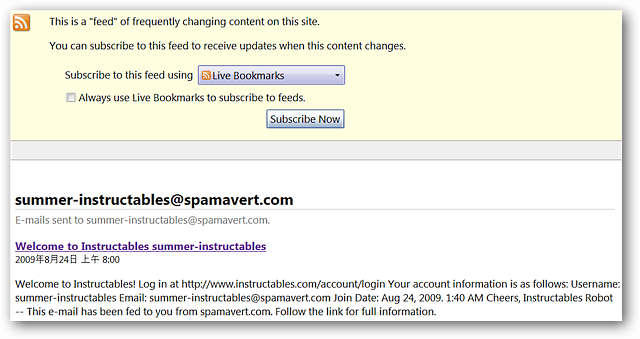 This is a "feed" of frequently changing content on this site.
You can subscribe to this feed to receive updates when this content changes.
Subscribe to this feed using Live Bookmarks
Always use Live Bookmarks to subscribe to feeds.
Subscribe Now
summer-instructables@spamavert.com
E-mails sent to summer-instructables@spamavert.com.
Welcome to Instructables summer-instructables
2009年8月24日 上午 8:00
Welcome to Instructables! Log in at http://www.instructables.com/account/login Your account information is as follows: Username:
summer-instructables Email: summer-instructables@spamavert.com Join Date: Aug 24, 2009. 1:40 AM Cheers, Instructables Robot
-- This e-mail has been fed to you from spamavert.com. Follow the link for full information.